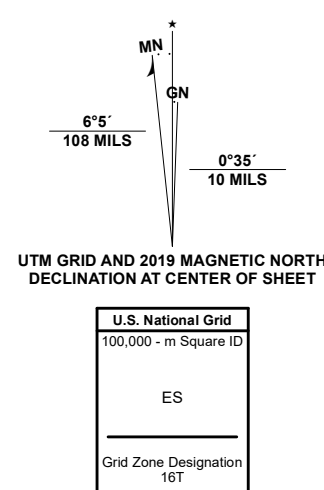 ★
MN
GN
6°5´
108 MILS
0°35´
10 MILS
UTM GRID AND 2019 MAGNETIC NORTH
DECLINATION AT CENTER OF SHEET
U.S. National Grid
100,000 - m Square ID
ES
Grid Zone Designation
16T